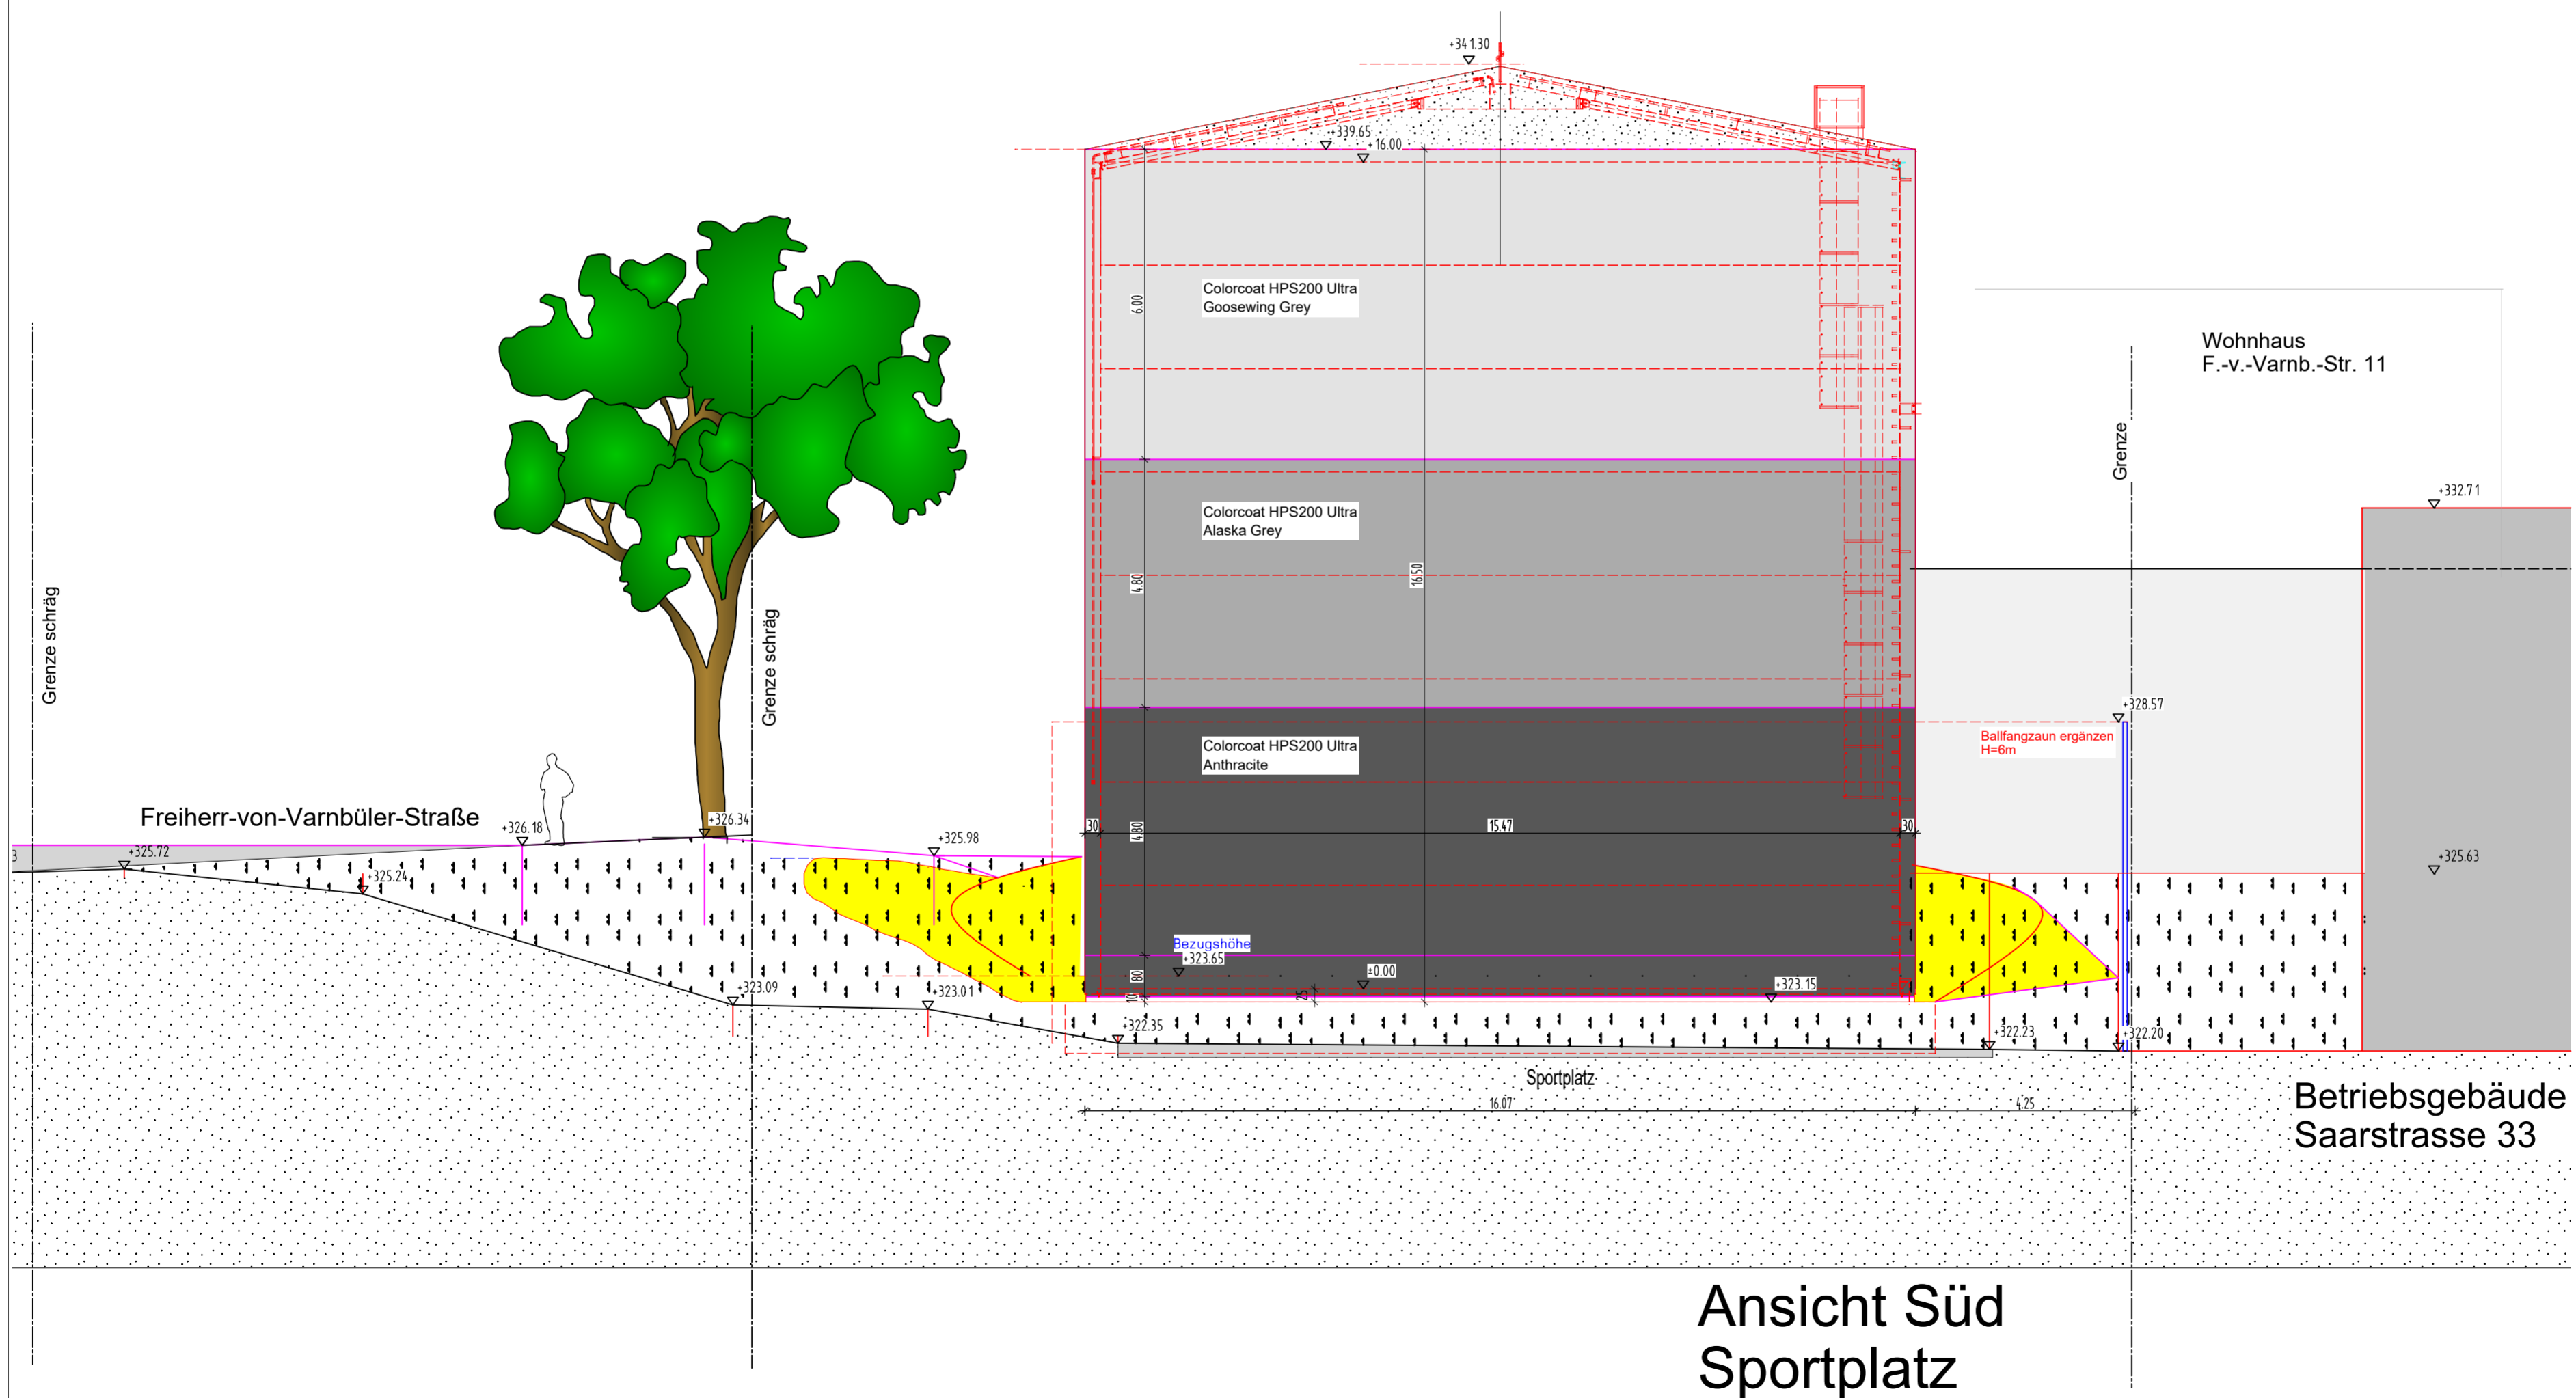 +341.30
+339.65
+16.00
Colorcoat HPS200 Ultra
Goosewing Grey
6.00
Wohnhaus
F.-v.-Varnb.-Str. 11
Grenze
+332.71
Colorcoat HPS200 Ultra
Alaska Grey
4.80
16.50
Grenze schräg
Grenze schräg
+328.57
Ballfangzaun ergänzen
H=6m
Colorcoat HPS200 Ultra
Anthracite
Freiherr-von-Varnbüler-Straße
+326.18
+326.34
30
4.80
15.47
30
3
+325.72
+325.98
+325.63
+325.24
Bezugshöhe
+323.65
80
±0.00
+323.15
10
25
+323.09
+323.01
+322.35
+322.23
+322.20
Sportplatz
16.07
4.25
Betriebsgebäude
Saarstrasse 33
Ansicht Süd
Sportplatz